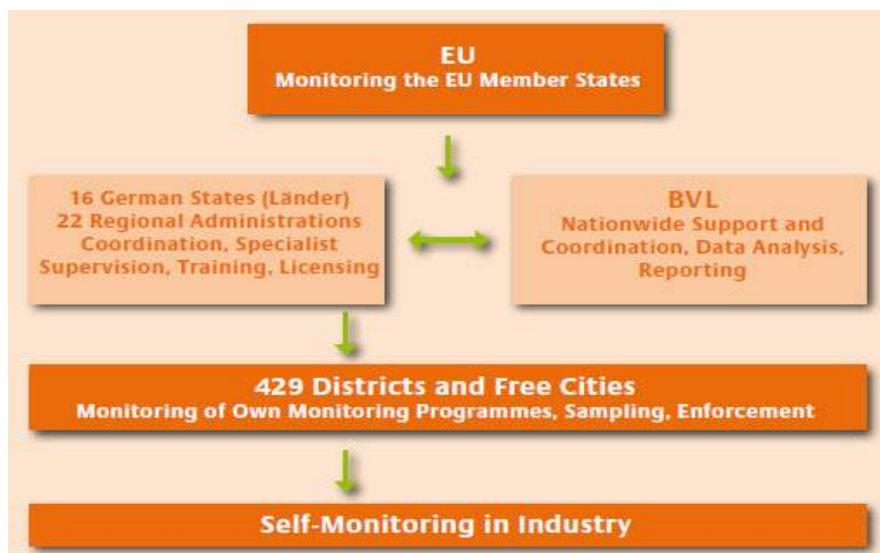 EU
Monitoring the EU Member States
16 German States (Länder)
22 Regional Administrations
Coordination, Specialist
Supervision, Training, Licensing
BVL
Nationwide Support and
Coordination, Data Analysis,
Reporting
429 Districts and Free Cities
Monitoring of Own Monitoring Programmes, Sampling, Enforcement
Self-Monitoring in Industry